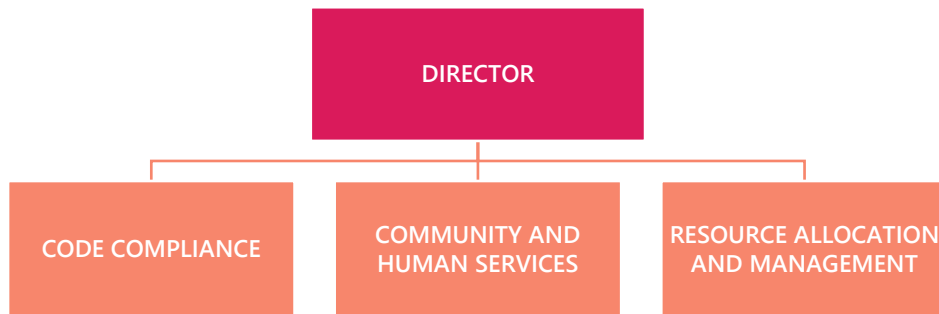 DIRECTOR
CODE COMPLIANCE
COMMUNITY AND
HUMAN SERVICES
RESOURCE ALLOCATION
AND MANAGEMENT